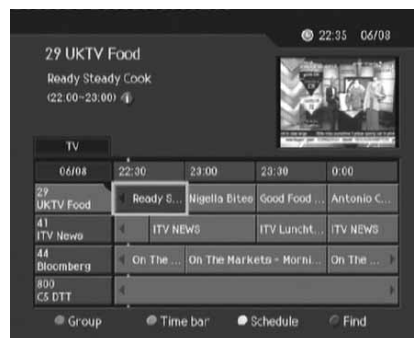 22:35 06/08
29 UKTV Food
Ready Steady Cook
(22:00~23:00)
TV
06/08 22:30 23:00 23:30 0:00
29 UKTV Food Ready S... Nigella Bites Good Food ... Antonio C...
41 ITV News ITV NEWS ITV Luncht... ITV NEWS
44 Bloomberg On The ... On The Markets - Morni... On The ...
800 C5 DTT
Group Time bar Schedule Find